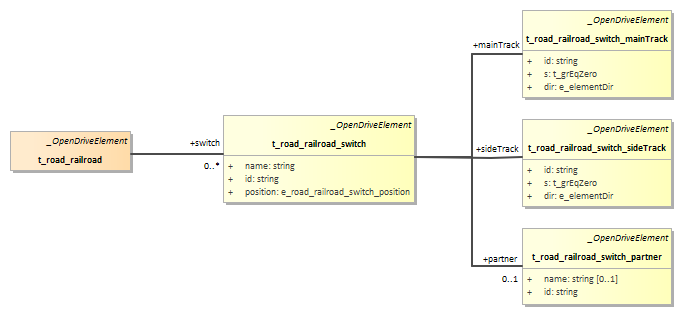 _OpenDriveElement
t_road_railroad
+switch
0..*
_OpenDriveElement
t_road_railroad_switch
+ name: string
+ id: string
+ position: e_road_railroad_switch_position
+mainTrack
_OpenDriveElement
t_road_railroad_switch_mainTrack
+ id: string
+ s: t_grEqZero
+ dir: e_elementDir
+sideTrack
_OpenDriveElement
t_road_railroad_switch_sideTrack
+ id: string
+ s: t_grEqZero
+ dir: e_elementDir
+partner
0..1
_OpenDriveElement
t_road_railroad_switch_partner
+ name: string [0..1]
+ id: string